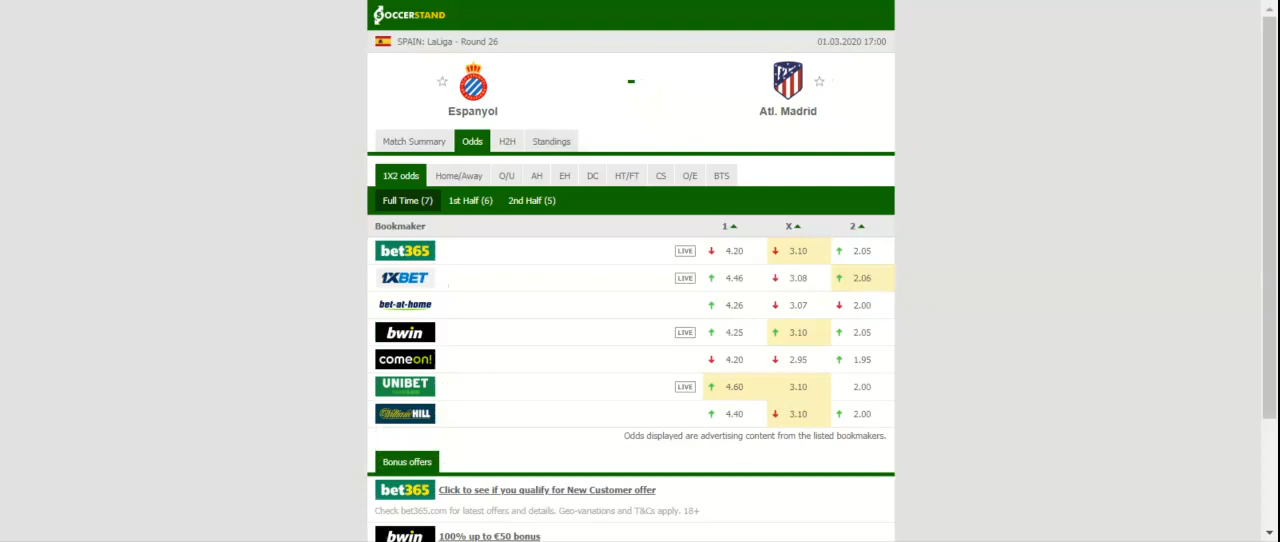 SOCCERSTAND
SPAIN: LaLiga - Round 26 01.03.2020 17:00
-
Espanyol Atl. Madrid
Match Summary Odds H2H Standings
1X2 odds Home/Away O/U AH EH DC HT/FT CS O/E BTS
Full Time (7) 1st Half (6) 2nd Half (5)
Bookmaker 1 X 2
bet365 LIVE 4.20 3.10 2.05
1XBET LIVE 4.46 3.08 2.06
bet-at-home 4.26 3.07 2.00
bwin LIVE 4.25 3.10 2.05
comeon! 4.20 2.95 1.95
UNIBET LIVE 4.60 3.10 2.00
William HILL 4.40 3.10 2.00
Odds displayed are advertising content from the listed bookmakers.
Bonus offers
bet365 Click to see if you qualify for New Customer offer
Check bet365.com for latest offers and details. Geo-variations and T&Cs apply. 18+
bwin 100% up to €50 bonus